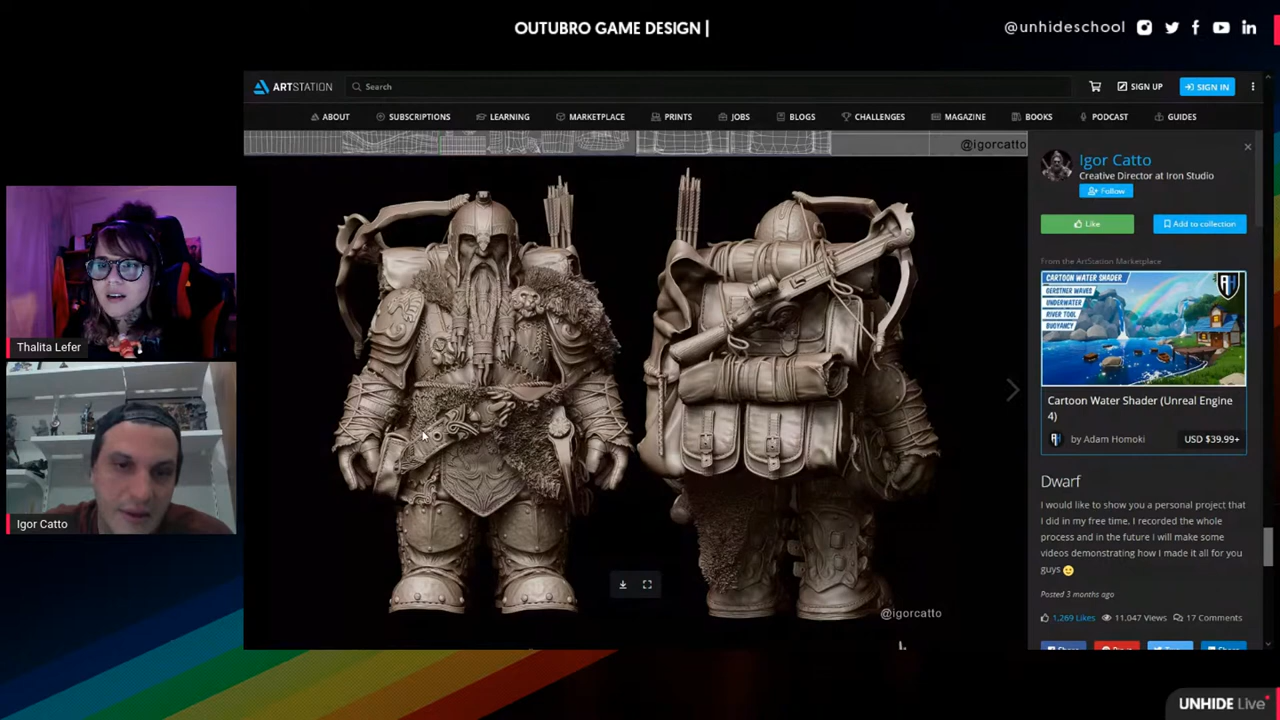 OUTUBRO GAME DESIGN |
@unhideschool
ARTSTATION
Search
SIGN UP
SIGN IN
ABOUT
SUBSCRIPTIONS
LEARNING
MARKETPLACE
PRINTS
JOBS
BLOGS
CHALLENGES
MAGAZINE
BOOKS
PODCAST
GUIDES
@igorcatto
Igor Catto
Creative Director at Iron Studio
Follow
Like
Add to collection
From the ArtStation Marketplace
CARTOON WATER SHADER
GERSTNER WAVES
UNDERWATER
RIVER TOOL
BUOYANCY
Cartoon Water Shader (Unreal Engine
4)
by Adam Homoki
USD $39.99+
Dwarf
I would like to show you a personal project that
I did in my free time, I recorded the whole
process and in the future I will make some
videos demonstrating how I made it all for you
guys
Posted 3 months ago
1,269 Likes
11,047 Views
17 Comments
@igorcatto
Thalita Lefer
Igor Catto
UNHIDE Live